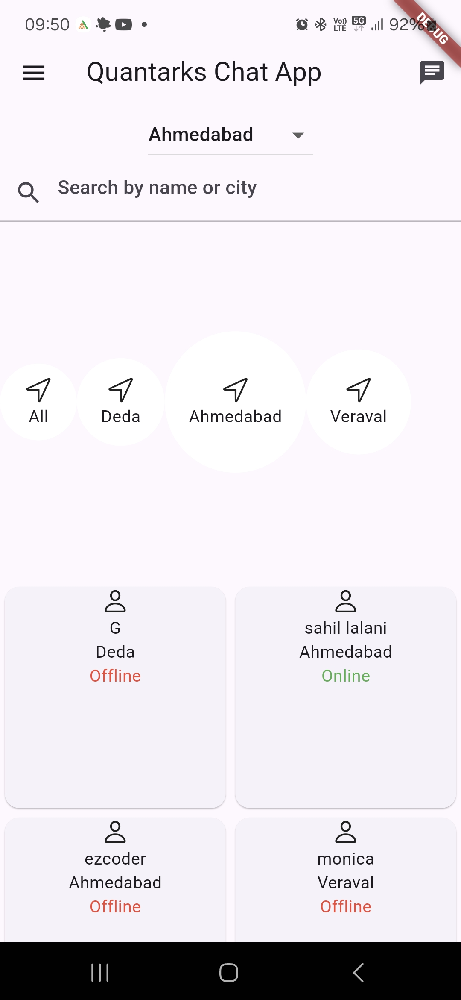 09:50 Vo)) LTE 5G 92% DEBUG
Quantarks Chat App
Ahmedabad
Search by name or city
All Deda Ahmedabad Veraval
G sahil lalani
Deda Ahmedabad
Offline Online
ezcoder monica
Ahmedabad Veraval
Offline Offline